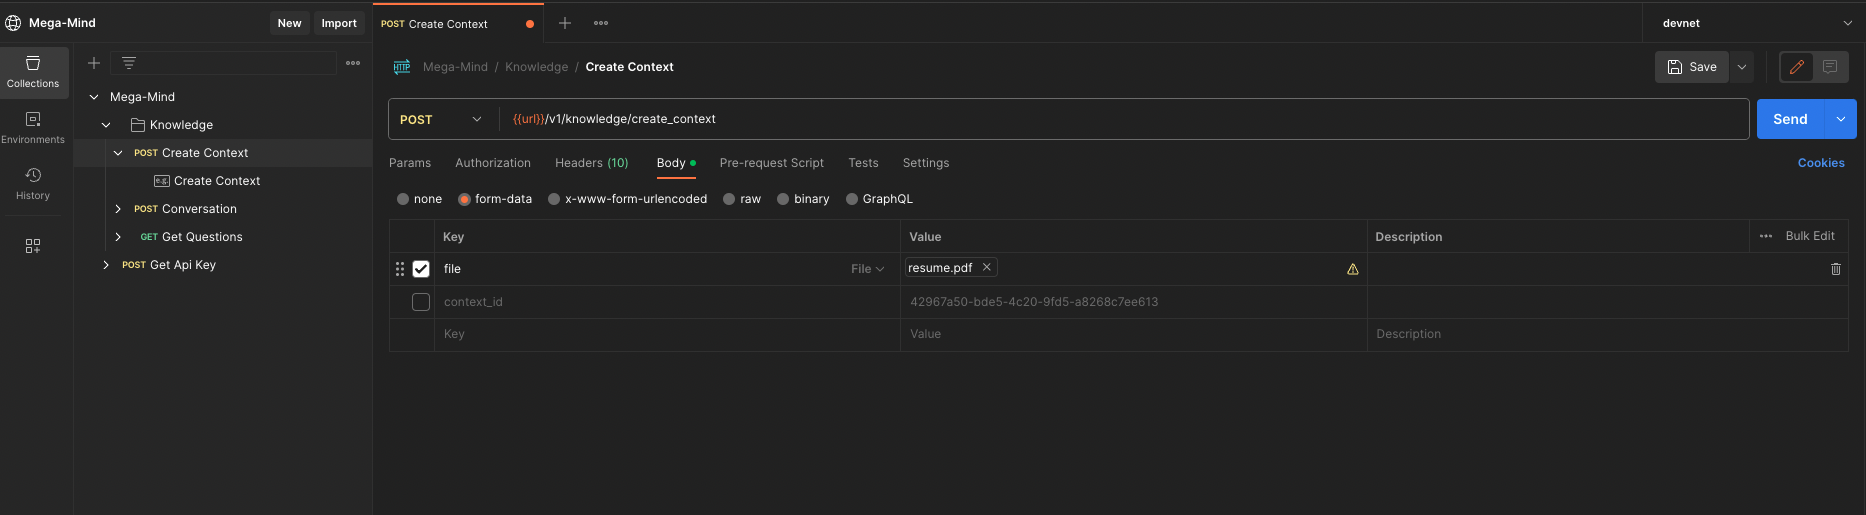 Mega-Mind New Import
POST Create Context
devnet
Collections
Environments
History
Mega-Mind
Knowledge
POST Create Context
e.g. Create Context
POST Conversation
GET Get Questions
POST Get Api Key
HTTP Mega-Mind / Knowledge / Create Context
Save
POST {{url}}/v1/knowledge/create_context
Send
Params Authorization Headers (10) Body Pre-request Script Tests Settings Cookies
none form-data x-www-form-urlencoded raw binary GraphQL
Key Value Description Bulk Edit
file File resume.pdf
context_id 42967a50-bde5-4c20-9fd5-a8268c7ee613
Key Value Description